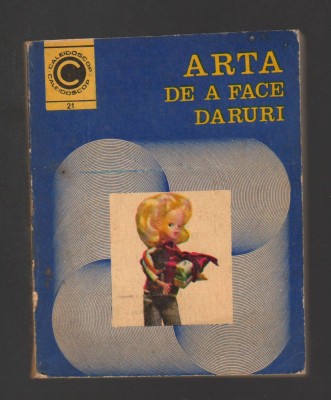 CALEIDOSCOP
C
CALEIDOSCOP
21
ARTA
DE A FACE
DARURI